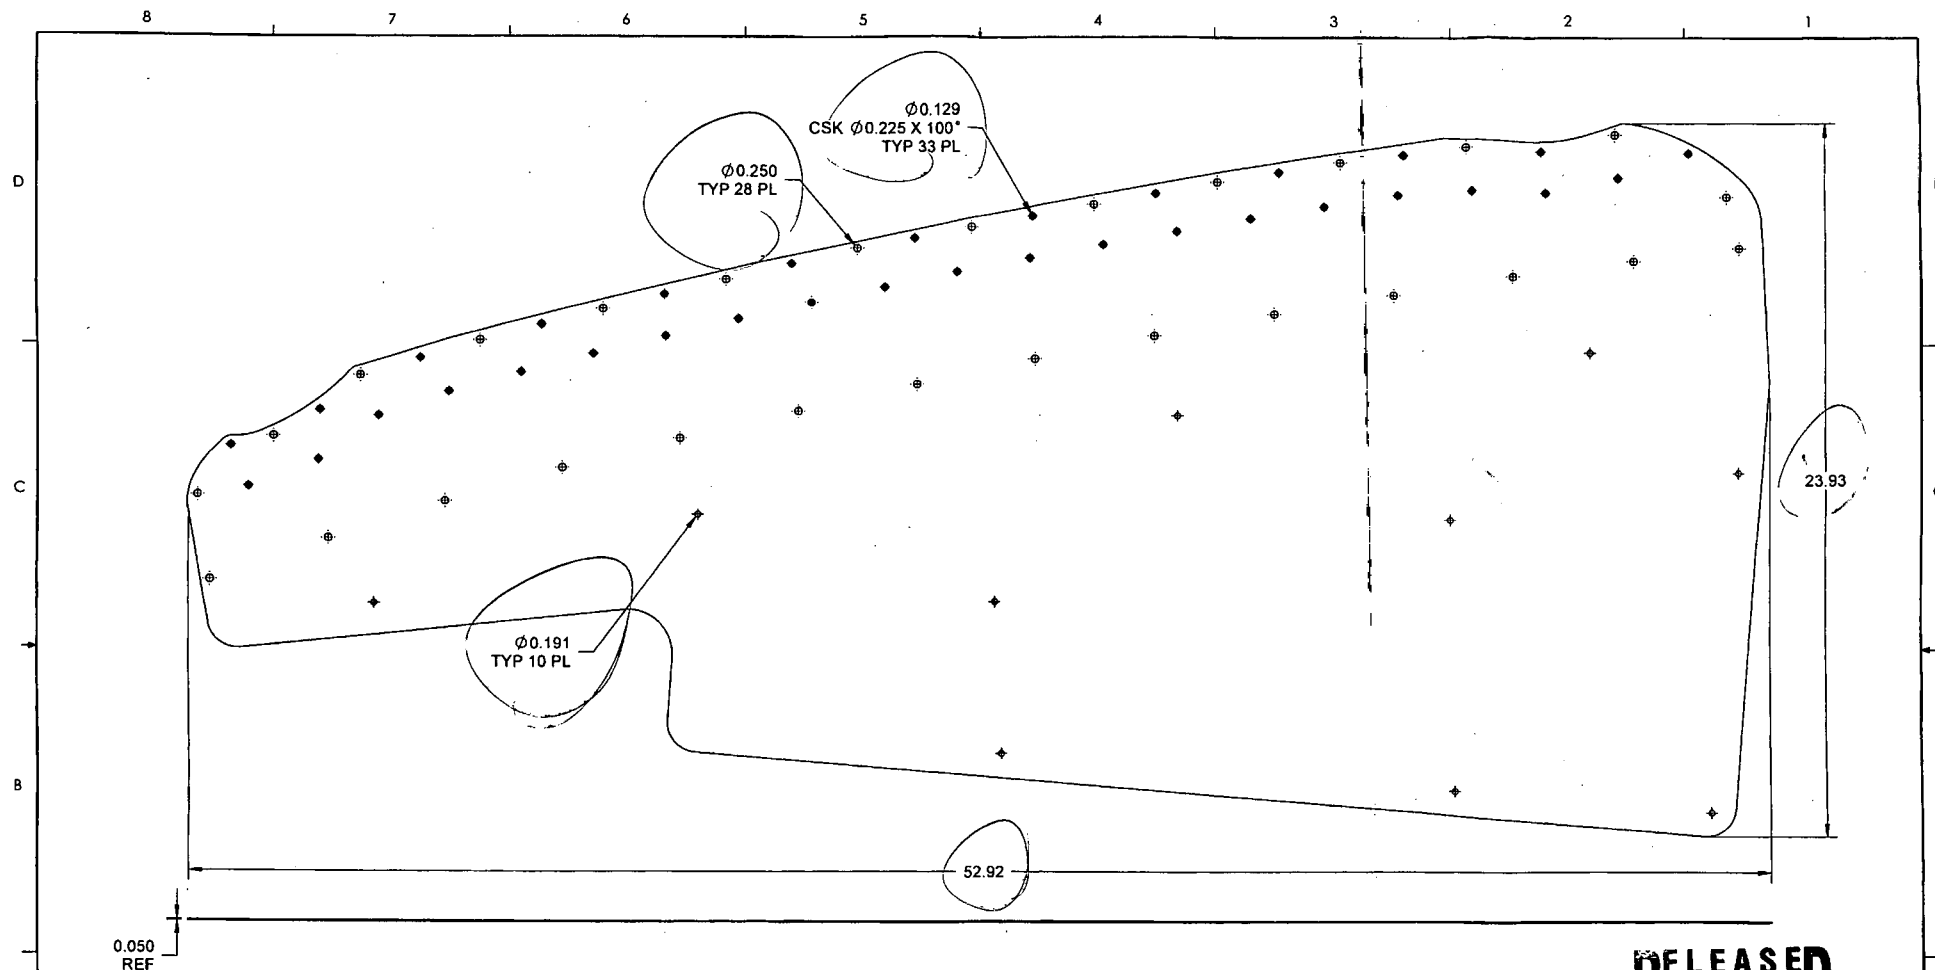 8 7 6 5 4 3 2 1
Ø0.129
CSK Ø0.225 X 100°
TYP 33 PL
D
Ø0.250
TYP 28 PL
C
23.93
Ø0.191
TYP 10 PL
B
52.92
0.050
REF
RELEASED